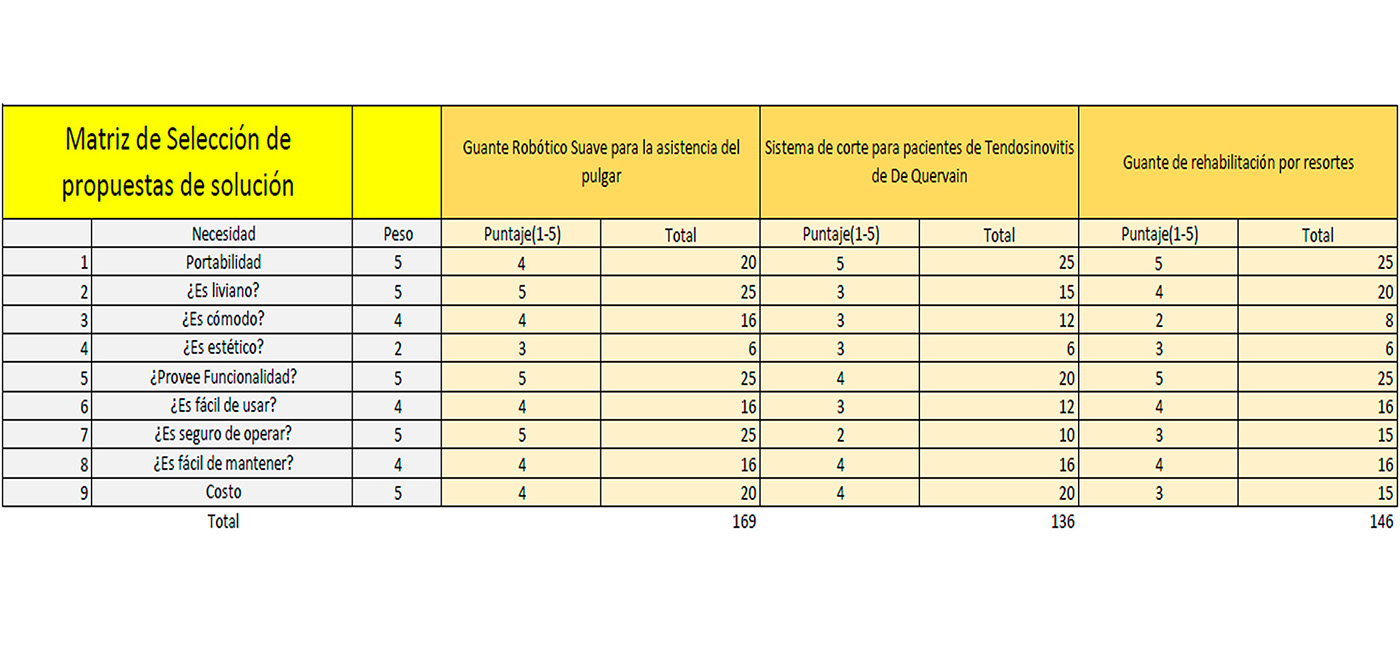 Matriz de Selección de
propuestas de solución
Guante Robótico Suave para la asistencia del
pulgar
Sistema de corte para pacientes de Tendosinovitis
de De Quervain
Guante de rehabilitación por resortes
Necesidad Peso Puntaje(1-5) Total Puntaje(1-5) Total Puntaje(1-5) Total
1 Portabilidad 5 4 20 5 25 5 25
2 ¿Es liviano? 5 5 25 3 15 4 20
3 ¿Es cómodo? 4 4 16 3 12 2 8
4 ¿Es estético? 2 3 6 3 6 3 6
5 ¿Provee Funcionalidad? 5 5 25 4 20 5 25
6 ¿Es fácil de usar? 4 4 16 3 12 4 16
7 ¿Es seguro de operar? 5 5 25 2 10 3 15
8 ¿Es fácil de mantener? 4 4 16 4 16 4 16
9 Costo 5 4 20 4 20 3 15
Total 169 136 146